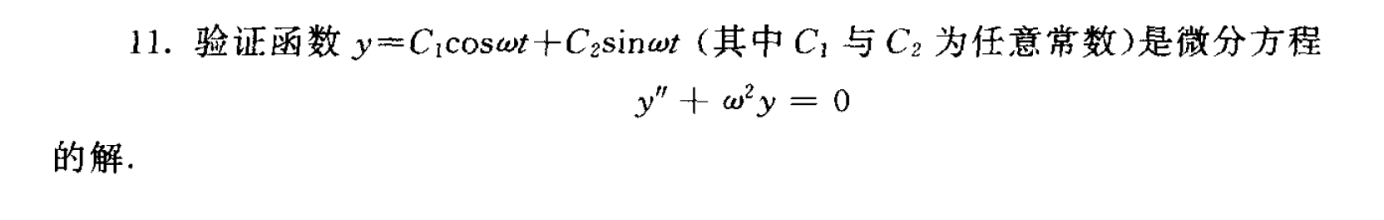 11. 验证函数 y=C₁cosωt+C₂sinωt (其中 C₁ 与 C₂ 为任意常数)是微分方程
y″ + ω²y = 0
的解.